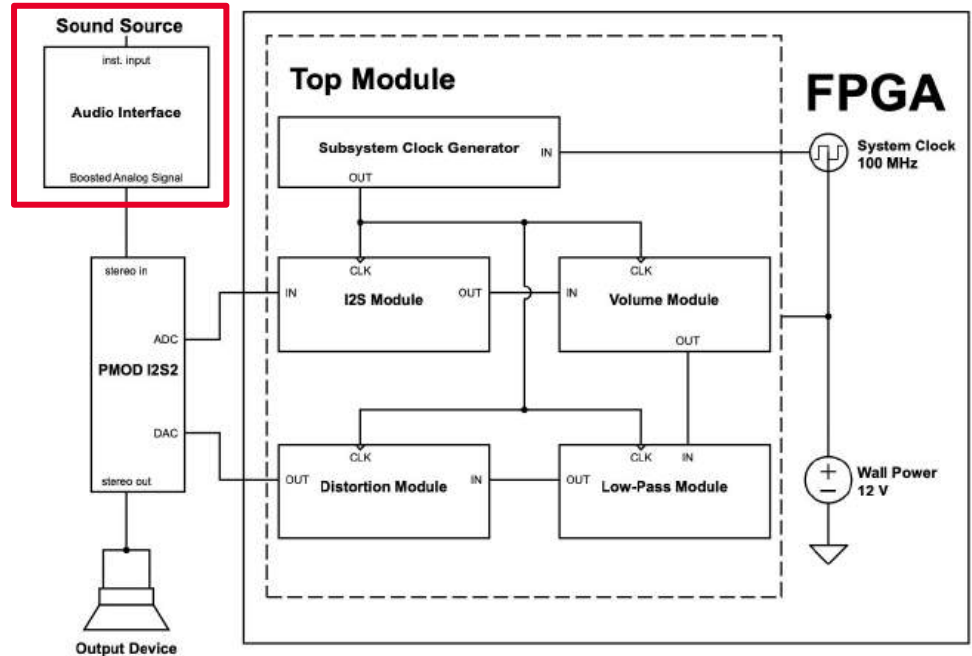 Sound Source
inst. input
Audio Interface
Boosted Analog Signal
stereo in
ADC
PMOD I2S2
DAC
stereo out
Output Device
FPGA
Top Module
Subsystem Clock Generator
IN
OUT
System Clock
100 MHz
CLK
IN
I2S Module
OUT
CLK
IN
Volume Module
OUT
CLK
OUT
Distortion Module
IN
CLK
IN
OUT
Low-Pass Module
Wall Power
12 V